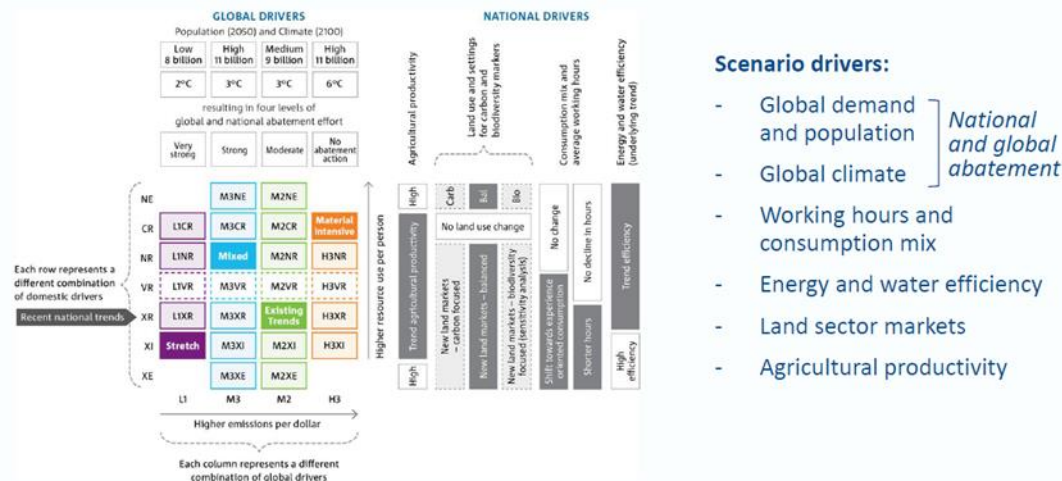 GLOBAL DRIVERS
Population (2050) and Climate (2100)
Low
8 billion
High
11 billion
Medium
9 billion
High
11 billion
2°C
3°C
3°C
6°C
resulting in four levels of
global and national abatement effort
Very
strong
Strong
Moderate
No
abatement
action
NE
M3NE
M2NE
CR
L1CR
M3CR
M2CR
Material
intensive
NR
L1NR
Mixed
M2NR
H3NR
VR
L1VR
M3VR
M2VR
H3VR
XR
L1XR
M3XR
Existing
Trends
H3XR
XI
Stretch
M3XI
M2XI
H3XI
XE
M3XE
M2XE
L1
M3
M2
H3
Higher emissions per dollar
Each column represents a different
combination of global drivers
Each row represents a
different combination
of domestic drivers
Recent national trends
Higher resource use per person
NATIONAL DRIVERS
Agricultural productivity
Land use and settings
for carbon and
biodiversity markers
Consumption mix and
average working hours
Energy and water efficiency
(underlying trend)
High
Trend agricultural productivity
High
Carb
Bal
Bio
No land use change
New land markets
– carbon focused
New land markets – balanced
New land markets – biodiversity
focused (sensitivity analysis)
No change
Shift towards experience
oriented consumption
No decline in hours
Shorter hours
Trend efficiency
High
efficiency
Scenario drivers:
- Global demand
and population
- Global climate
National
and global
abatement
- Working hours and
consumption mix
- Energy and water efficiency
- Land sector markets
- Agricultural productivity